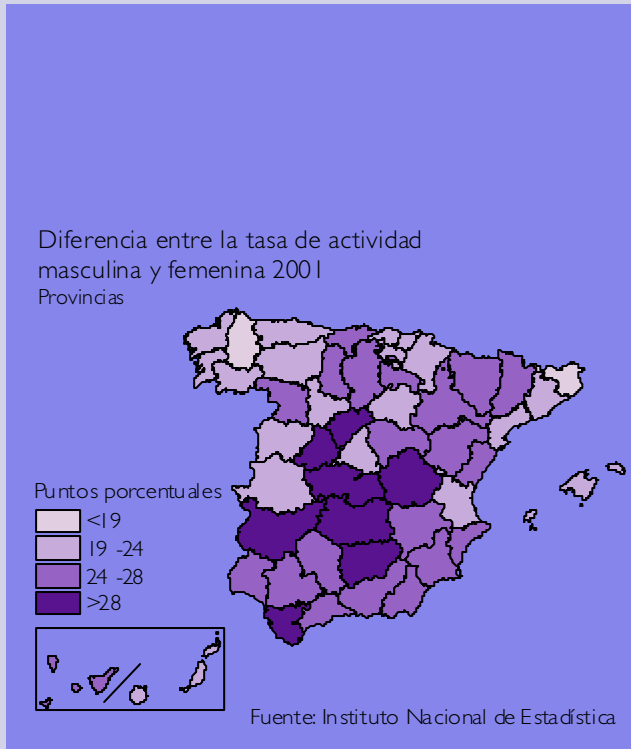 Diferencia entre la tasa de actividad
masculina y femenina 2001
Provincias
Puntos porcentuales
<19
19 -24
24 -28
>28
Fuente: Instituto Nacional de Estadística